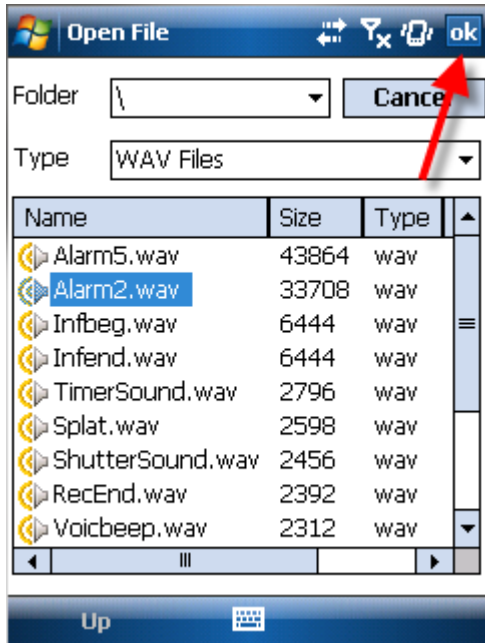 Open File ok
Folder \ Cancel
Type WAV Files
Name Size Type
Alarm5.wav 43864 wav
Alarm2.wav 33708 wav
Infbeg.wav 6444 wav
Infend.wav 6444 wav
TimerSound.wav 2796 wav
Splat.wav 2598 wav
ShutterSound.wav 2456 wav
RecEnd.wav 2392 wav
Voicbeep.wav 2312 wav
Up